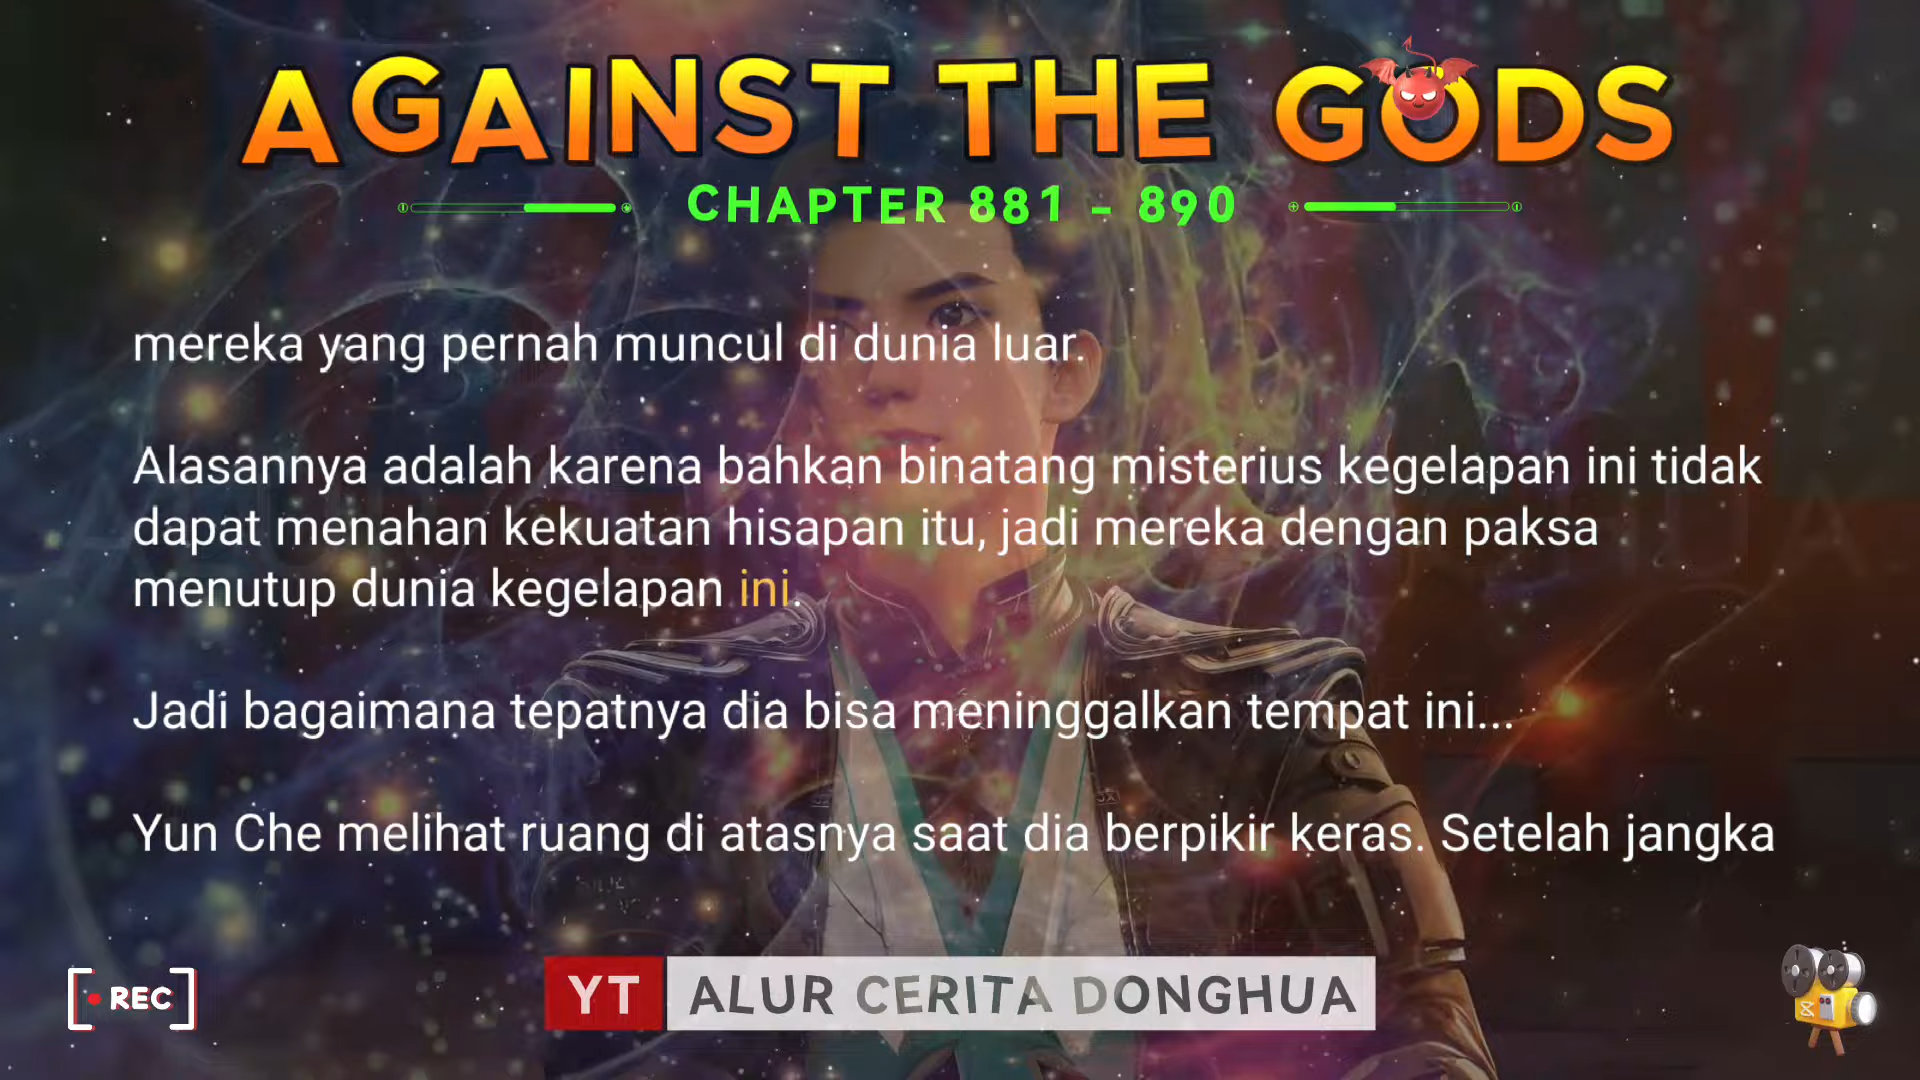 AGAINST THE GODS
CHAPTER 881 - 890
mereka yang pernah muncul di dunia luar.
Alasannya adalah karena bahkan binatang misterius kegelapan ini tidak
dapat menahan kekuatan hisapan itu, jadi mereka dengan paksa
menutup dunia kegelapan ini.
Jadi bagaimana tepatnya dia bisa meninggalkan tempat ini...
Yun Che melihat ruang di atasnya saat dia berpikir keras. Setelah jangka
REC
YT ALUR CERITA DONGHUA